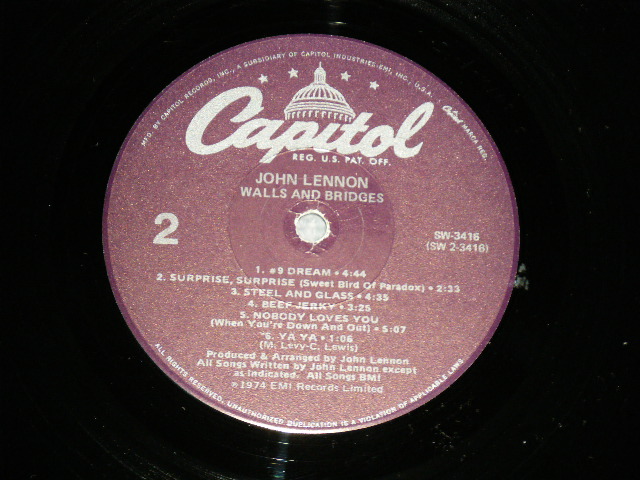 MFG. BY CAPITOL RECORDS, INC., A SUBSIDIARY OF CAPITOL INDUSTRIES-EMI, INC., U.S.A.
Capitol MARCA REG.
Capitol
REG. U.S. PAT. OFF.
JOHN LENNON
WALLS AND BRIDGES
2
SW-3416
(SW 2-3416)
1. #9 DREAM • 4:44
2. SURPRISE, SURPRISE (Sweet Bird Of Paradox) • 2:33
3. STEEL AND GLASS • 4:35
4. BEEF JERKY • 3:25
5. NOBODY LOVES YOU
(When You're Down And Out) • 5:07
6. YA YA • 1:06
(M. Levy-C. Lewis)
Produced & Arranged by John Lennon
All Songs Written by John Lennon except
as indicated. All Songs BMI
℗1974 EMI Records Limited
ALL RIGHTS RESERVED. UNAUTHORIZED DUPLICATION IS A VIOLATION OF APPLICABLE LAWS.